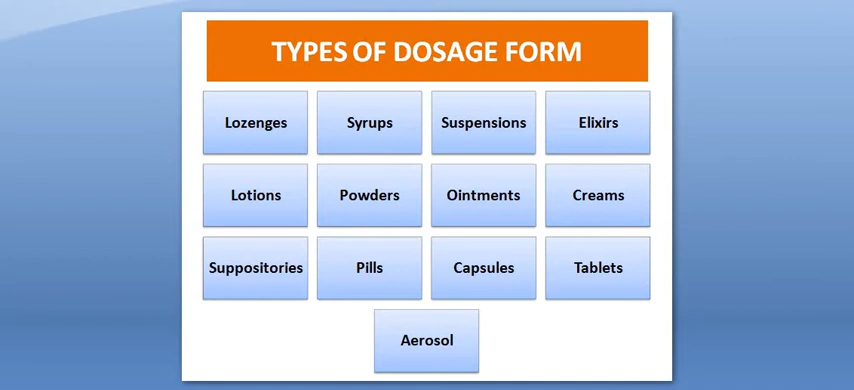 TYPES OF DOSAGE FORM
Lozenges
Syrups
Suspensions
Elixirs
Lotions
Powders
Ointments
Creams
Suppositories
Pills
Capsules
Tablets
Aerosol